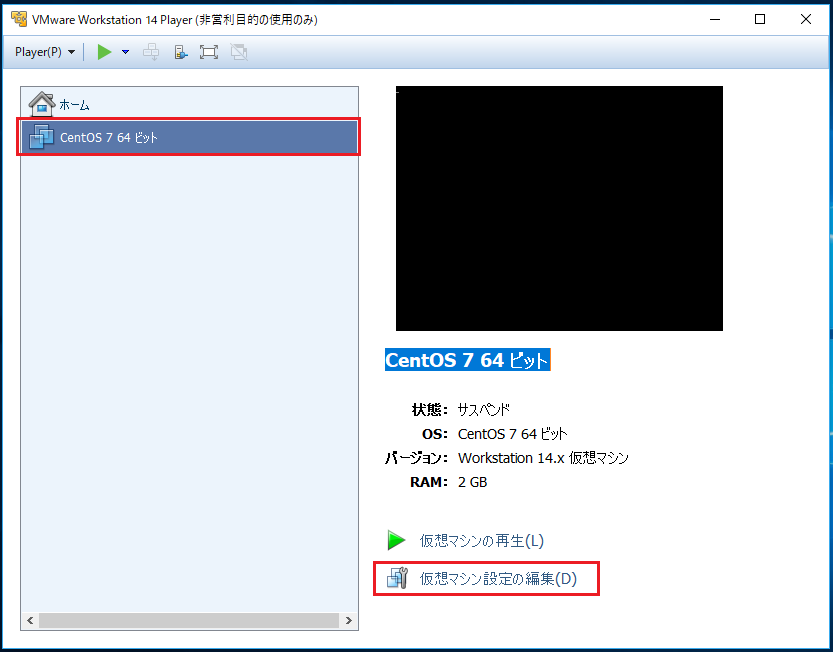 VMware Workstation 14 Player (非営利目的の使用のみ)
Player(P)
ホーム
CentOS 7 64 ビット
CentOS 7 64 ビット
状態: サスペンド
OS: CentOS 7 64 ビット
バージョン: Workstation 14.x 仮想マシン
RAM: 2 GB
仮想マシンの再生(L)
仮想マシン設定の編集(D)